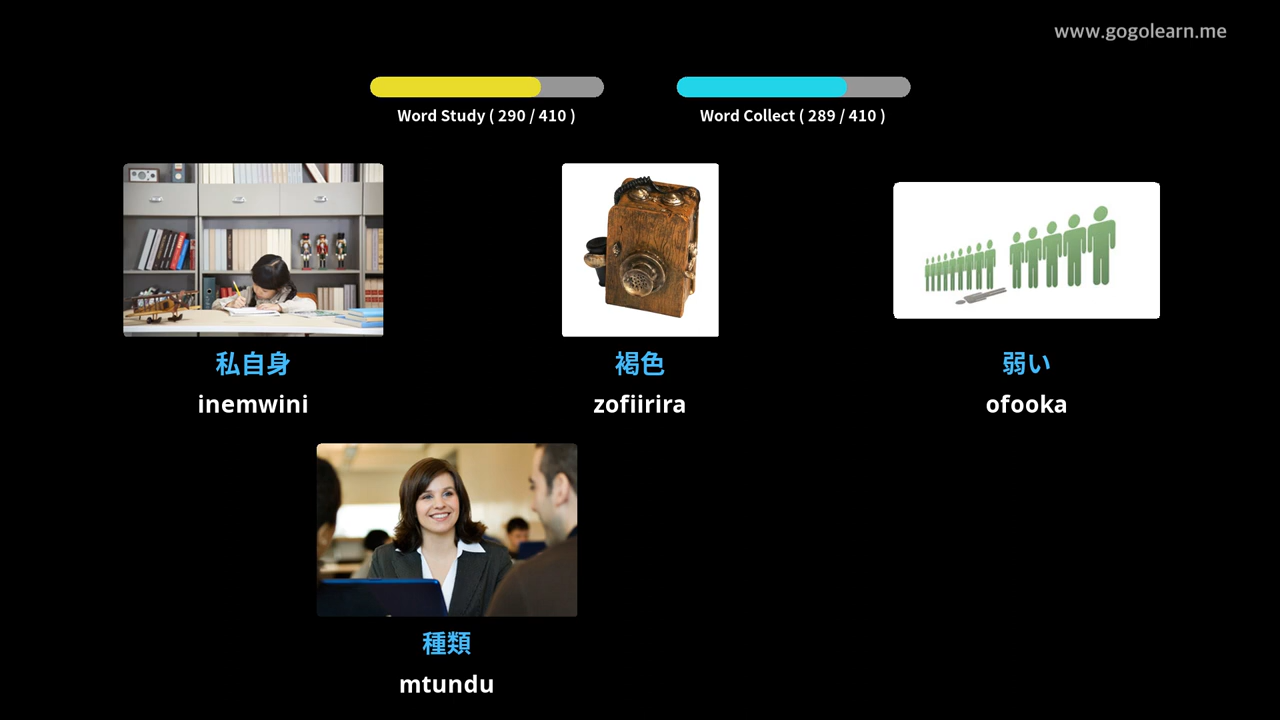 www.gogolearn.me
Word Study ( 290 / 410 )
Word Collect ( 289 / 410 )
私自身
inemwini
褐色
zofiirira
弱い
ofooka
種類
mtundu